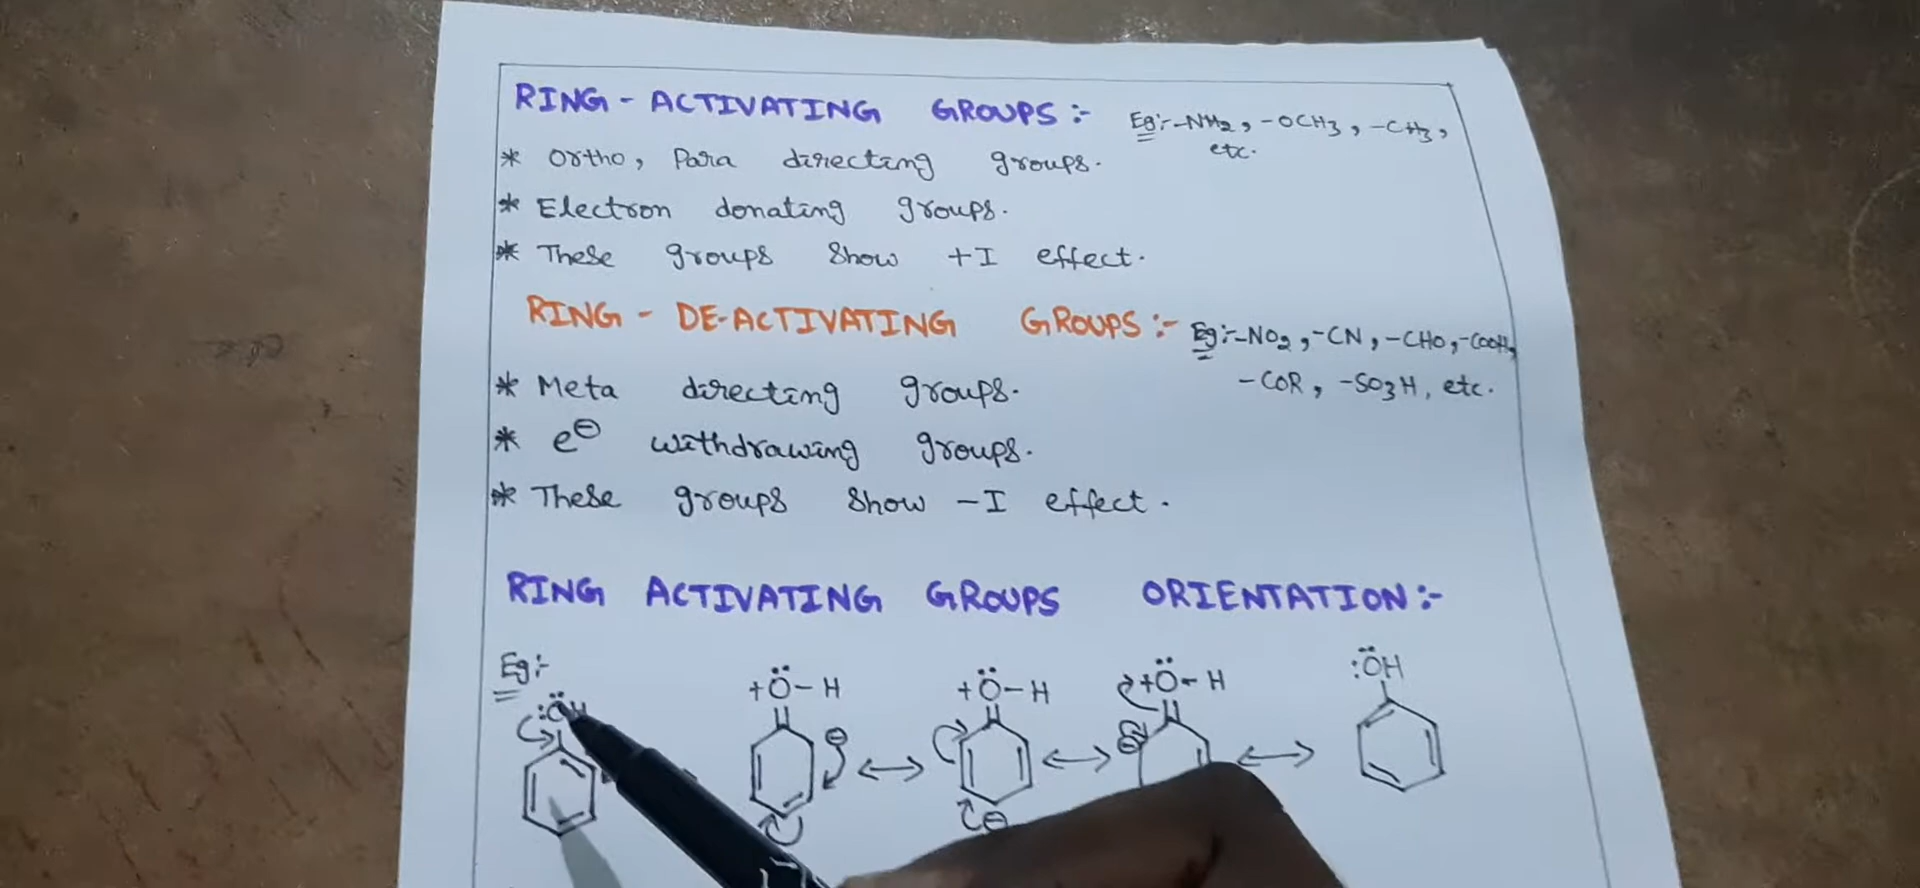 RING - ACTIVATING GROUPS :-
Eg:- -NH2, -OCH3, -CH3,
etc.
* Ortho, Para directing groups.
* Electron donating groups.
* These groups show +I effect.
RING - DE-ACTIVATING GROUPS :-
Eg:- -NO2, -CN, -CHO, -COOH,
-COR, -SO3H, etc.
* Meta directing groups.
* e⊖ withdrawing groups.
* These groups show -I effect.
RING ACTIVATING GROUPS ORIENTATION :-
Eg:-
:ÖH +Ö-H ⊖ ↔ +Ö-H ⊖ ↔ +Ö-H ⊖ ↔ :ÖH